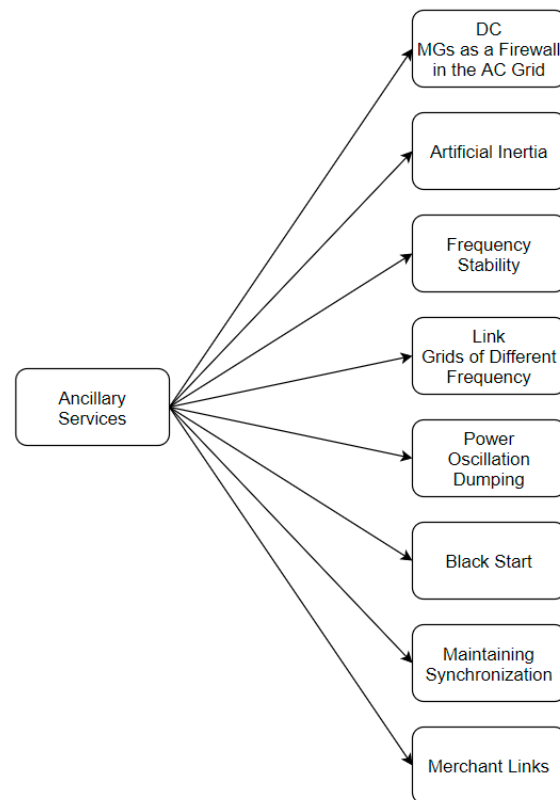 DC
MGs as a Firewall
in the AC Grid
Artificial Inertia
Frequency
Stability
Link
Grids of Different
Frequency
Ancillary
Services
Power
Oscillation
Dumping
Black Start
Maintaining
Synchronization
Merchant Links